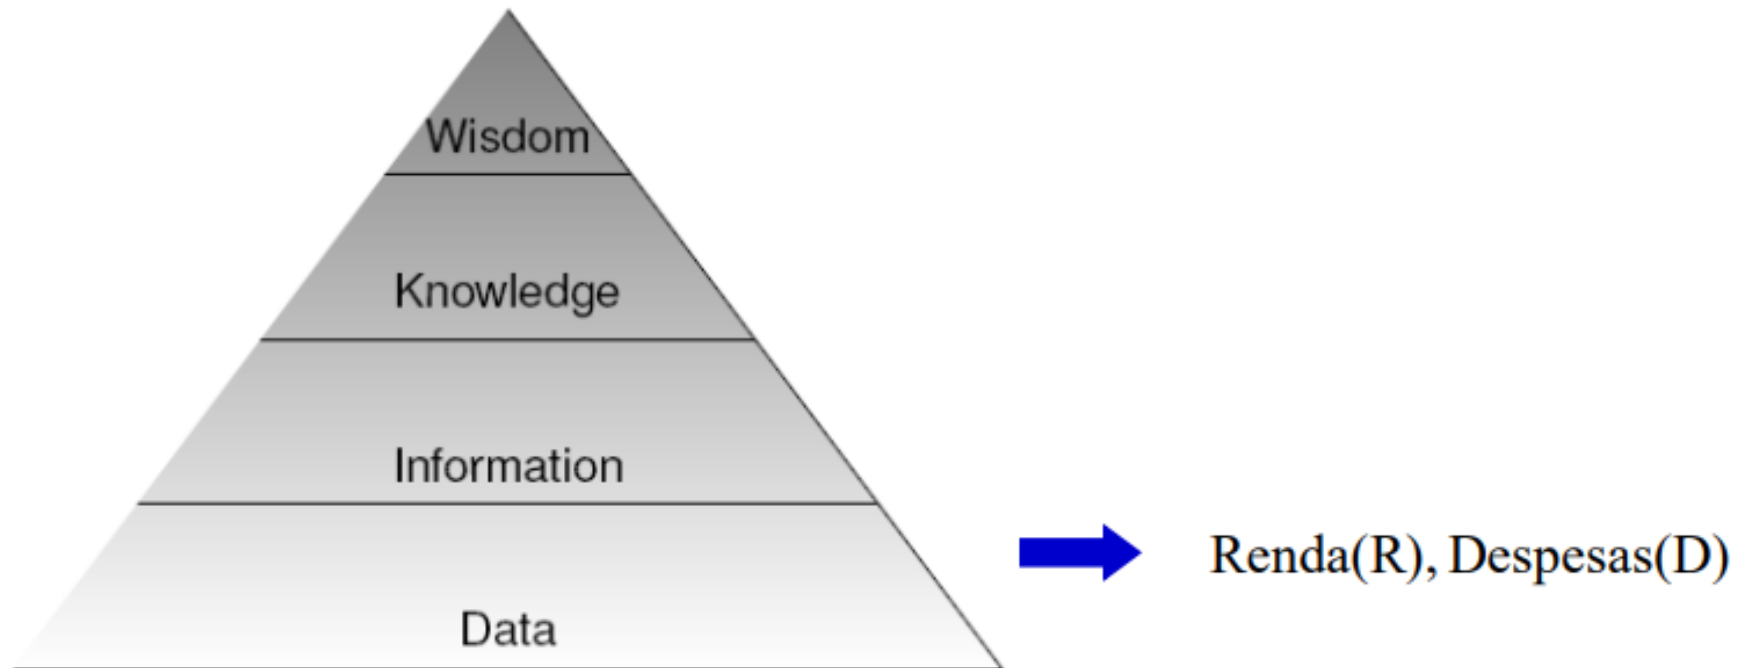 Wisdom
Knowledge
Information
Renda(R), Despesas(D)
Data